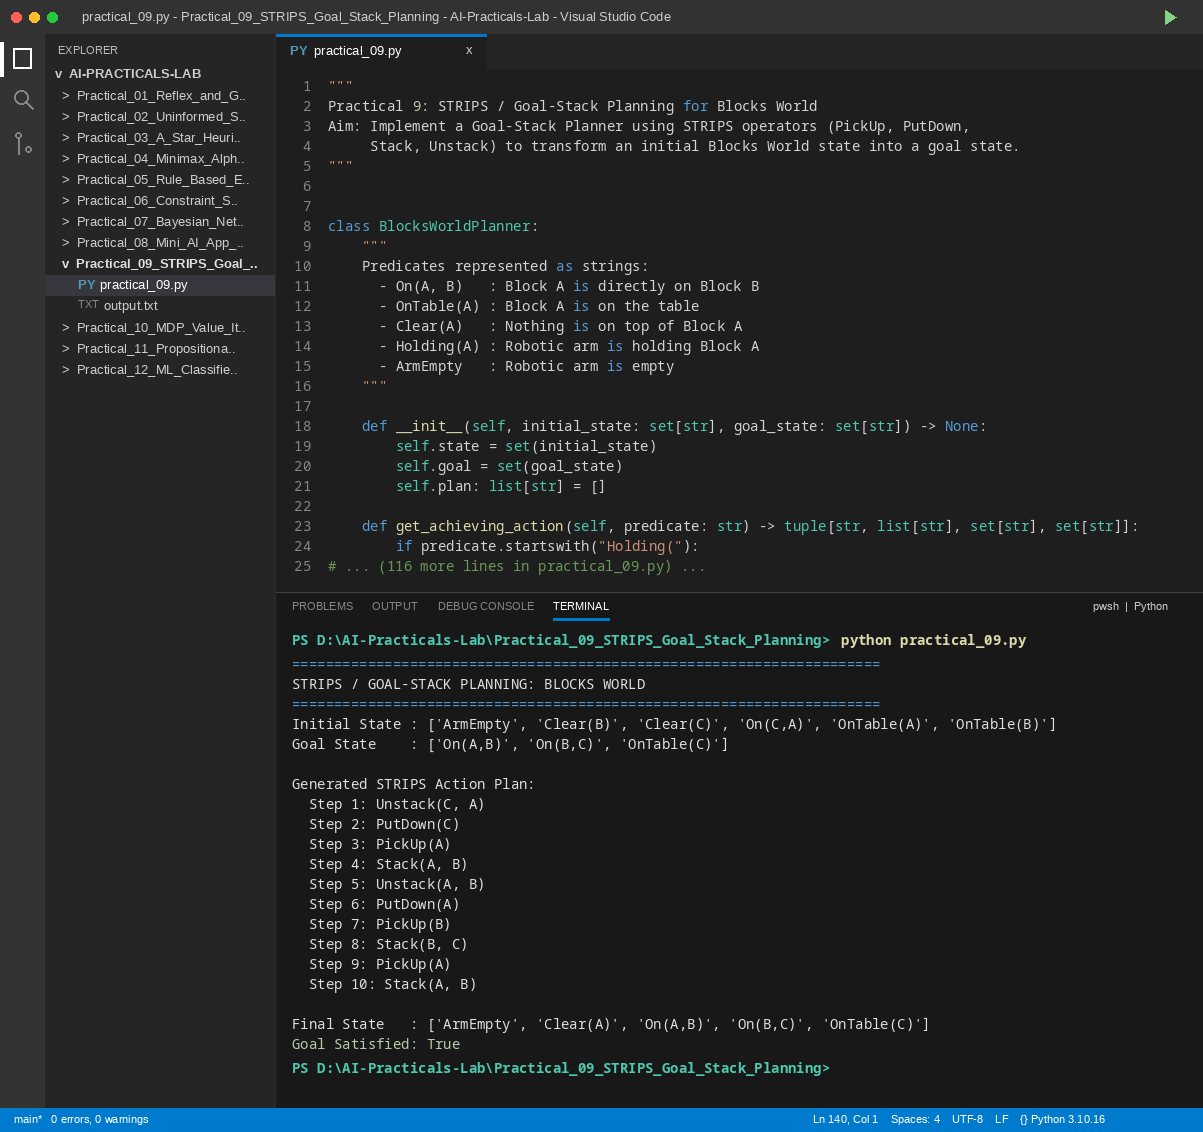 practical_09.py - Practical_09_STRIPS_Goal_Stack_Planning - AI-Practicals-Lab - Visual Studio Code
EXPLORER
v AI-PRACTICALS-LAB
> Practical_01_Reflex_and_G..
> Practical_02_Uninformed_S..
> Practical_03_A_Star_Heuri..
> Practical_04_Minimax_Alph..
> Practical_05_Rule_Based_E..
> Practical_06_Constraint_S..
> Practical_07_Bayesian_Net..
> Practical_08_Mini_AI_App_..
v Practical_09_STRIPS_Goal_..
PY practical_09.py
TXT output.txt
> Practical_10_MDP_Value_It..
> Practical_11_Propositiona..
> Practical_12_ML_Classifie..
PY practical_09.py x
1 """
2 Practical 9: STRIPS / Goal-Stack Planning for Blocks World
3 Aim: Implement a Goal-Stack Planner using STRIPS operators (PickUp, PutDown,
4      Stack, Unstack) to transform an initial Blocks World state into a goal state.
5 """
6
7
8 class BlocksWorldPlanner:
9     """
10     Predicates represented as strings:
11       - On(A, B)   : Block A is directly on Block B
12       - OnTable(A) : Block A is on the table
13       - Clear(A)   : Nothing is on top of Block A
14       - Holding(A) : Robotic arm is holding Block A
15       - ArmEmpty   : Robotic arm is empty
16     """
17
18     def __init__(self, initial_state: set[str], goal_state: set[str]) -> None:
19         self.state = set(initial_state)
20         self.goal = set(goal_state)
21         self.plan: list[str] = []
22
23     def get_achieving_action(self, predicate: str) -> tuple[str, list[str], set[str], set[str]]:
24         if predicate.startswith("Holding("):
25 # ... (116 more lines in practical_09.py) ...
PROBLEMS OUTPUT DEBUG CONSOLE TERMINAL pwsh | Python
PS D:\AI-Practicals-Lab\Practical_09_STRIPS_Goal_Stack_Planning> python practical_09.py
======================================================================
STRIPS / GOAL-STACK PLANNING: BLOCKS WORLD
======================================================================
Initial State : ['ArmEmpty', 'Clear(B)', 'Clear(C)', 'On(C,A)', 'OnTable(A)', 'OnTable(B)']
Goal State    : ['On(A,B)', 'On(B,C)', 'OnTable(C)']
Generated STRIPS Action Plan:
  Step 1: Unstack(C, A)
  Step 2: PutDown(C)
  Step 3: PickUp(A)
  Step 4: Stack(A, B)
  Step 5: Unstack(A, B)
  Step 6: PutDown(A)
  Step 7: PickUp(B)
  Step 8: Stack(B, C)
  Step 9: PickUp(A)
  Step 10: Stack(A, B)
Final State   : ['ArmEmpty', 'Clear(A)', 'On(A,B)', 'On(B,C)', 'OnTable(C)']
Goal Satisfied: True
PS D:\AI-Practicals-Lab\Practical_09_STRIPS_Goal_Stack_Planning>
main* 0 errors, 0 warnings Ln 140, Col 1 Spaces: 4 UTF-8 LF {} Python 3.10.16